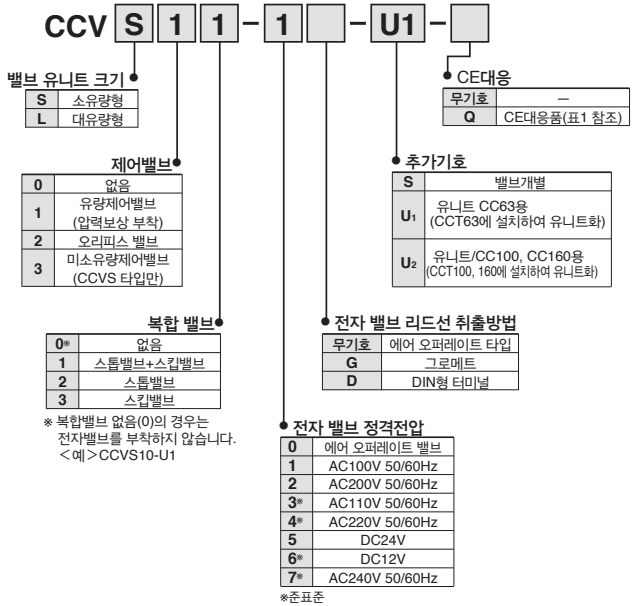 CCV S 1 1 - 1 - U1 -
밸브 유니트 크기
S 소유량형
L 대유량형
CE대응
무기호 –
Q CE대응품(표1 참조)
제어밸브
0 없음
1 유량제어밸브
(압력보상 부착)
2 오리피스 밸브
3 미소유량제어밸브
(CCVS 타입만)
추가기호
S 밸브개별
U1 유니트 CC63용
(CCT63에 설치하여 유니트화)
U2 유니트/CC100, CC160용
(CCT100, 160에 설치하여 유니트화)
복합 밸브
0※ 없음
1 스톱밸브+스킵밸브
2 스톱밸브
3 스킵밸브
※ 복합밸브 없음(0)의 경우는
전자밸브를 부착하지 않습니다.
<예>CCVS10-U1
전자 밸브 리드선 취출방법
무기호 에어 오퍼레이트 타입
G 그로메트
D DIN형 터미널
전자 밸브 정격전압
0 에어 오퍼레이트 밸브
1 AC100V 50/60Hz
2 AC200V 50/60Hz
3※ AC110V 50/60Hz
4※ AC220V 50/60Hz
5 DC24V
6※ DC12V
7※ AC240V 50/60Hz
※준표준